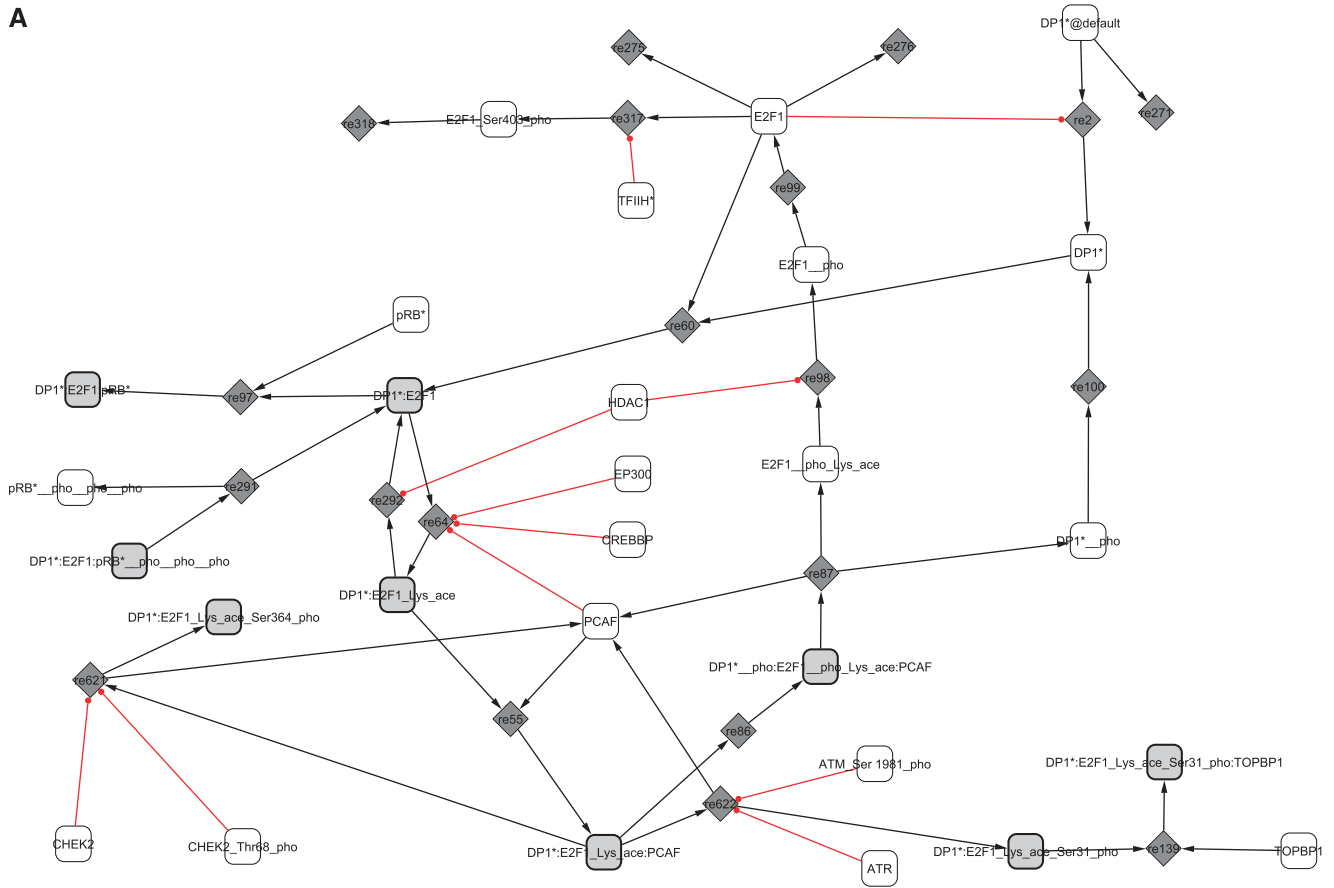 A
DP1*@default
re275
re276
re318
E2F1_Ser403_pho
re317
E2F1
re2
re271
TFIIH*
re99
DP1*
E2F1__pho
pRB*
re60
DP1*:E2F1:pRB*
re97
DP1*:E2F1
HDAC1
re98
re100
pRB*__pho__pho__pho
re291
re292
re64
EP300
E2F1__pho_Lys_ace
CREBBP
DP1*__pho
DP1*:E2F1:pRB*__pho__pho__pho
re87
DP1*:E2F1_Lys_ace
DP1*:E2F1_Lys_ace_Ser364_pho
PCAF
re621
DP1*__pho:E2F1__pho_Lys_ace:PCAF
re55
re86
ATM_Ser 1981_pho
DP1*:E2F1_Lys_ace_Ser31_pho:TOPBP1
re622
CHEK2
CHEK2_Thr68_pho
DP1*:E2F1_Lys_ace:PCAF
ATR
DP1*:E2F1_Lys_ace_Ser31_pho
re139
TOPBP1